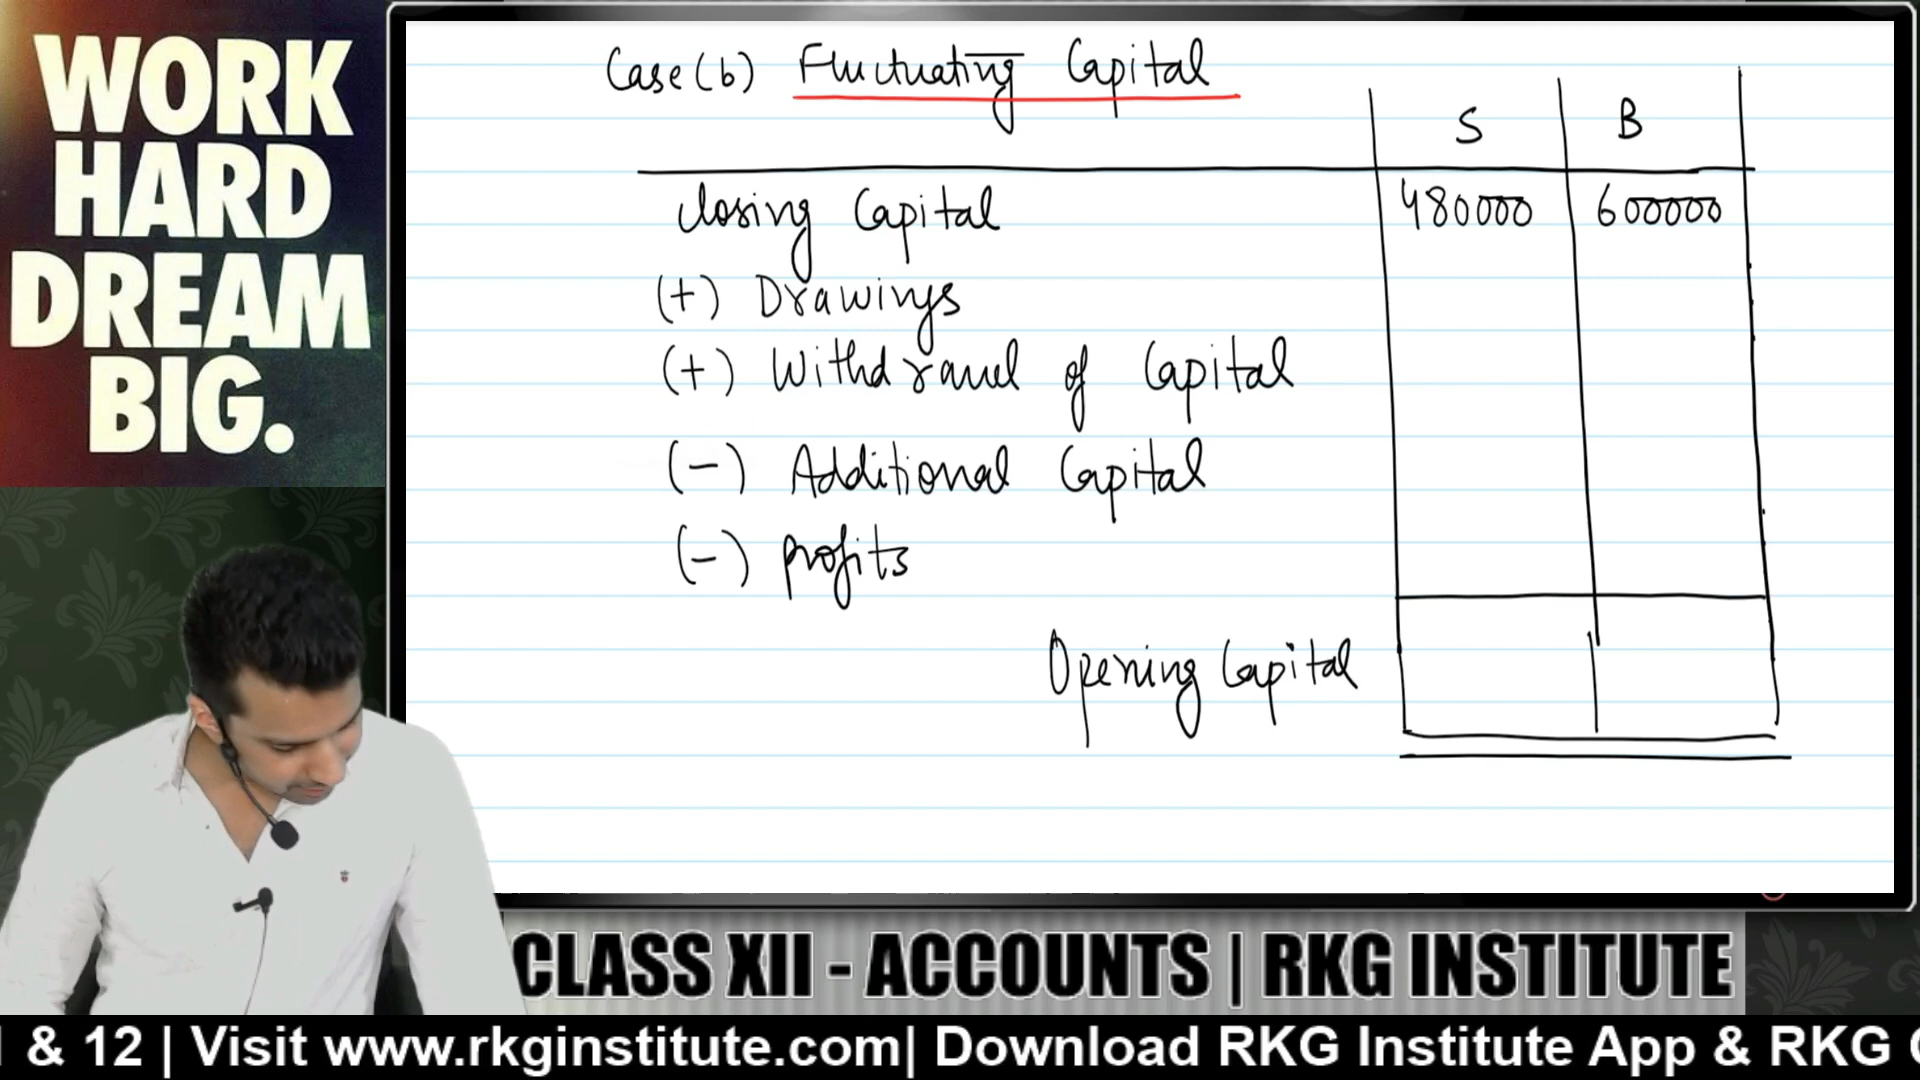 WORK
HARD
DREAM
BIG.
Case (b) Fluctuating Capital
S B
Closing Capital 480000 600000
(+) Drawings
(+) Withdrawal of Capital
(-) Additional Capital
(-) profits
Opening Capital
CLASS XII - ACCOUNTS | RKG INSTITUTE
& 12 | Visit www.rkginstitute.com| Download RKG Institute App & RKG